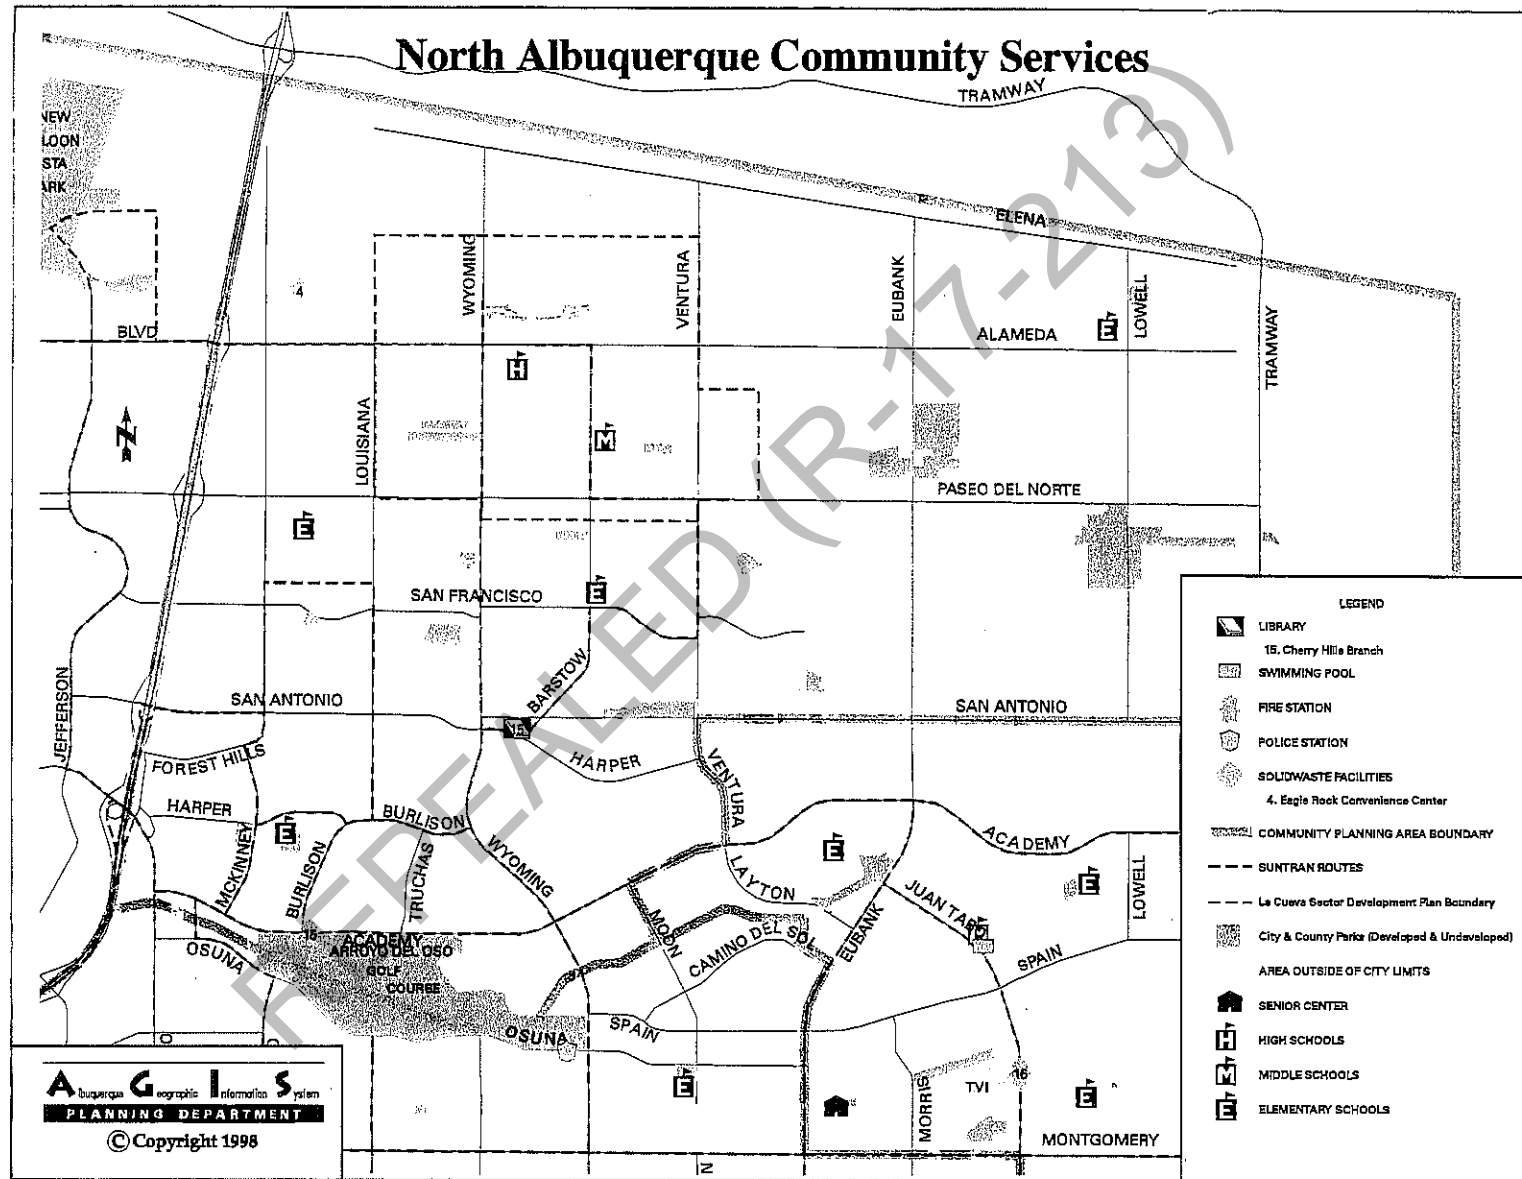 North Albuquerque Community Services
TRAMWAY
NEW
LOON
STA
ARK
ELENA
WYOMING
VENTURA
EUBANK
LOWELL
TRAMWAY
4
BLVD
ALAMEDA
E
H
N
LOUISIANA
M
PASEO DEL NORTE
E
E
SAN FRANCISCO
JEFFERSON
SAN ANTONIO
BARSTOW
SAN ANTONIO
15
FOREST HILLS
HARPER
VENTURA
HARPER
BURLISON
WYOMING
ACADEMY
E
E
MCKINNEY
BURLISON
TRUCHAS
LAYTON
JUAN TABO
E
LOWELL
MOON
CAMINO DEL SOL
EUBANK
SPAIN
OSUNA
ACADEMY
ARROYO DEL OSO
GOLF
COURSE
OSUNA
SPAIN
E
MORRIS
TVI
16
E
MONTGOMERY
N
REPEALED (R-17-213)
LEGEND
LIBRARY
15. Cherry Hills Branch
SWIMMING POOL
FIRE STATION
POLICE STATION
SOLIDWASTE FACILITIES
4. Eagle Rock Convenience Center
COMMUNITY PLANNING AREA BOUNDARY
SUNTRAN ROUTES
La Cueva Sector Development Plan Boundary
City & County Parks (Developed & Undeveloped)
AREA OUTSIDE OF CITY LIMITS
SENIOR CENTER
H HIGH SCHOOLS
M MIDDLE SCHOOLS
E ELEMENTARY SCHOOLS
Albuquerque Geographic Information System
PLANNING DEPARTMENT
© Copyright 1998